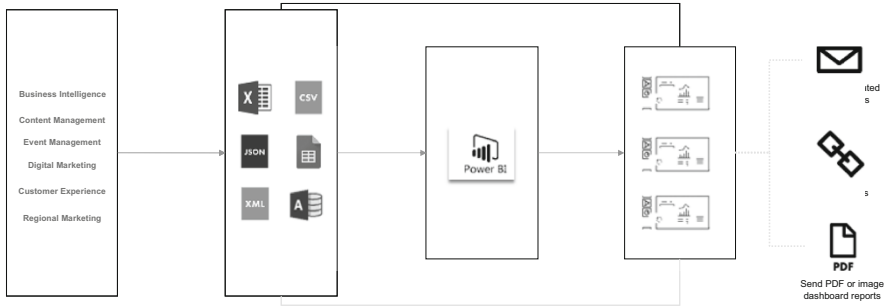 Business Intelligence
Content Management
Event Management
Digital Marketing
Customer Experience
Regional Marketing
X
CSV
JSON
XML
A
Power BI
PDF
Send PDF or image
dashboard reports